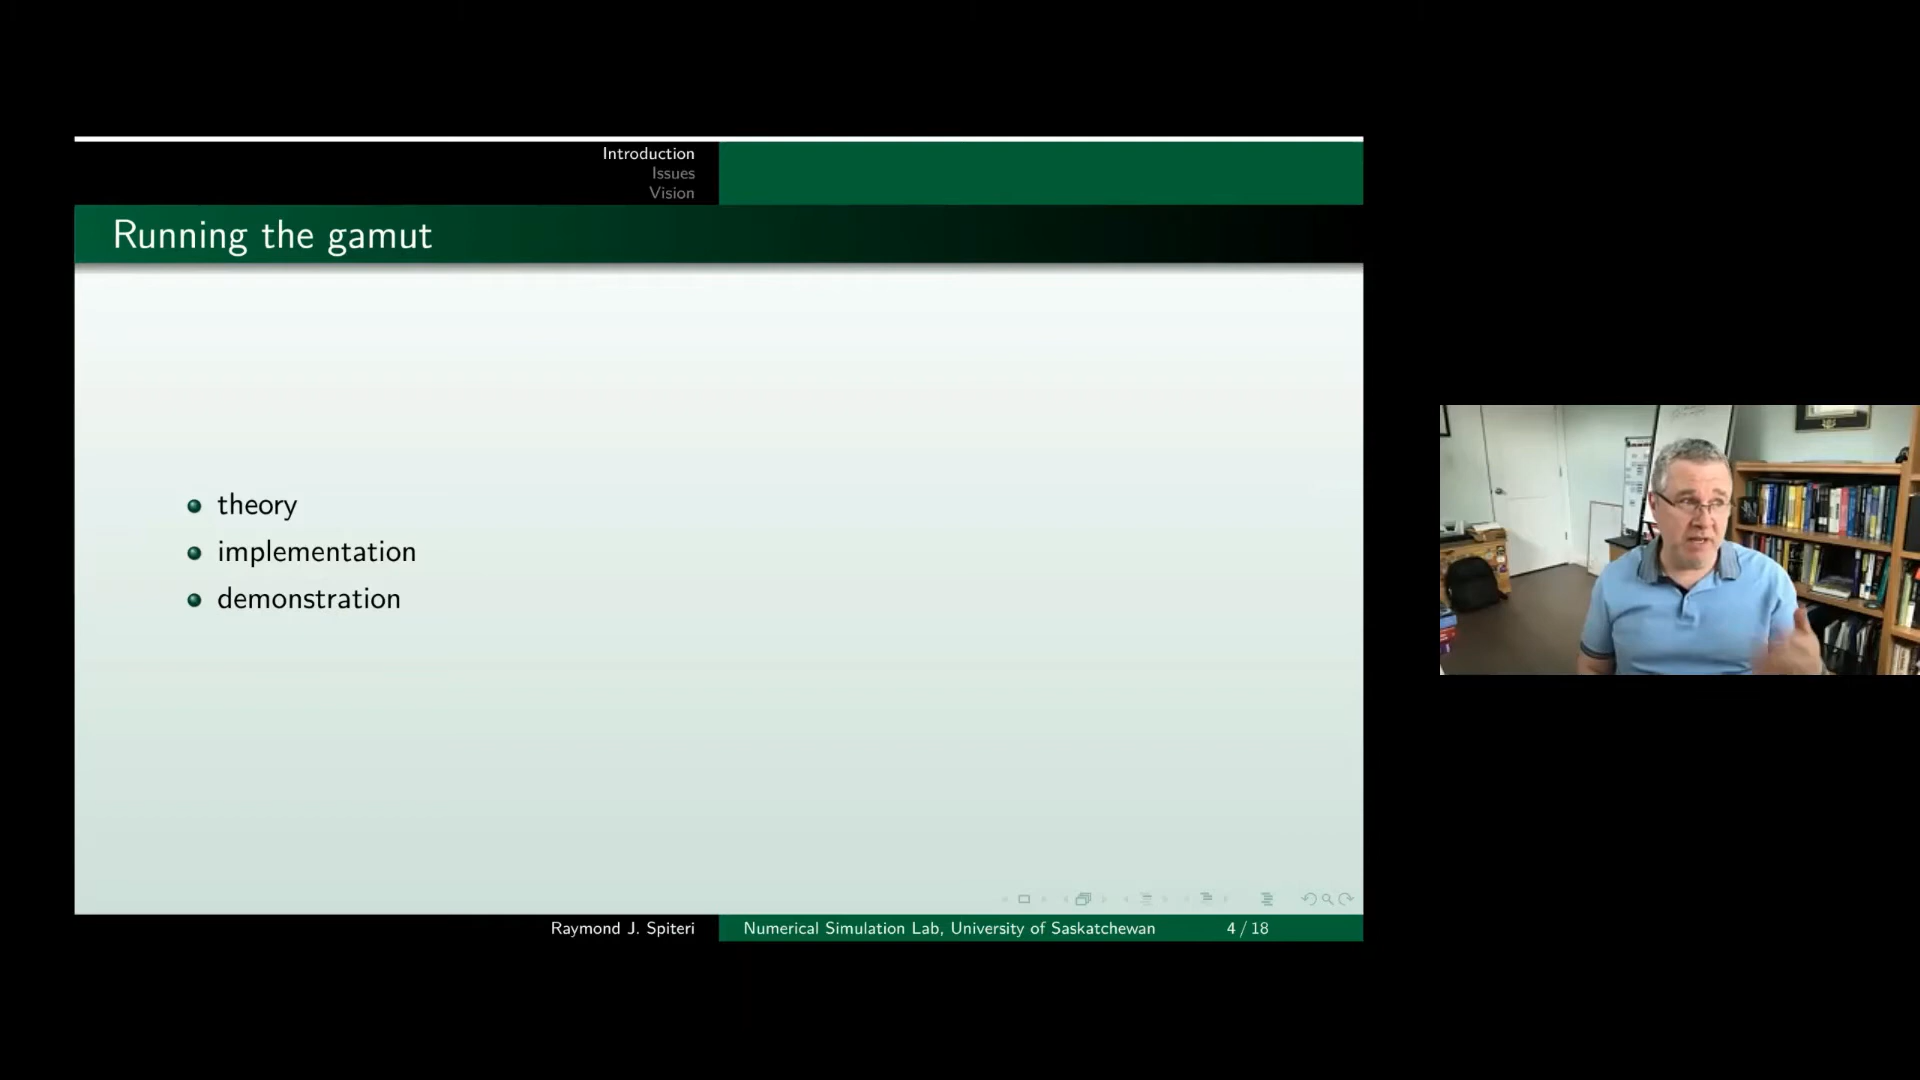 Introduction
Issues
Vision
Running the gamut
theory
implementation
demonstration
Raymond J. Spiteri
Numerical Simulation Lab, University of Saskatchewan
4 / 18